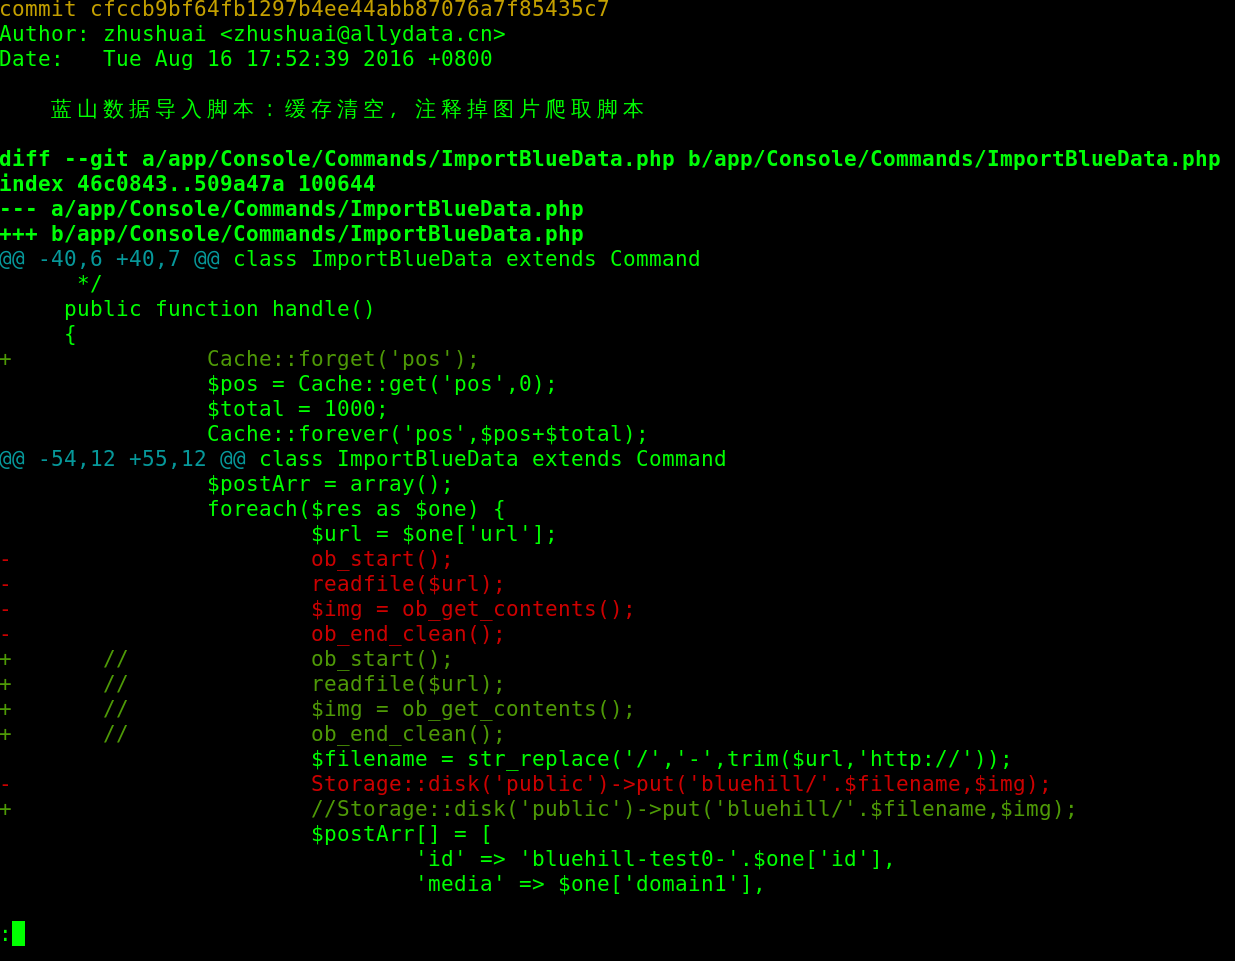 commit cfccb9bf64fb1297b4ee44abb87076a7f85435c7
Author: zhushuai <zhushuai@allydata.cn>
Date:   Tue Aug 16 17:52:39 2016 +0800

    蓝山数据导入脚本：缓存清空，注释掉图片爬取脚本

diff --git a/app/Console/Commands/ImportBlueData.php b/app/Console/Commands/ImportBlueData.php
index 46c0843..509a47a 100644
--- a/app/Console/Commands/ImportBlueData.php
+++ b/app/Console/Commands/ImportBlueData.php
@@ -40,6 +40,7 @@ class ImportBlueData extends Command
      */
     public function handle()
     {
+               Cache::forget('pos');
                $pos = Cache::get('pos',0);
                $total = 1000;
                Cache::forever('pos',$pos+$total);
@@ -54,12 +55,12 @@ class ImportBlueData extends Command
                $postArr = array();
                foreach($res as $one) {
                        $url = $one['url'];
-                       ob_start();
-                       readfile($url);
-                       $img = ob_get_contents();
-                       ob_end_clean();
+       //              ob_start();
+       //              readfile($url);
+       //              $img = ob_get_contents();
+       //              ob_end_clean();
                        $filename = str_replace('/','-',trim($url,'http://'));
-                       Storage::disk('public')->put('bluehill/'.$filename,$img);
+                       //Storage::disk('public')->put('bluehill/'.$filename,$img);
                        $postArr[] = [
                                'id' => 'bluehill-test0-'.$one['id'],
                                'media' => $one['domain1'],

: